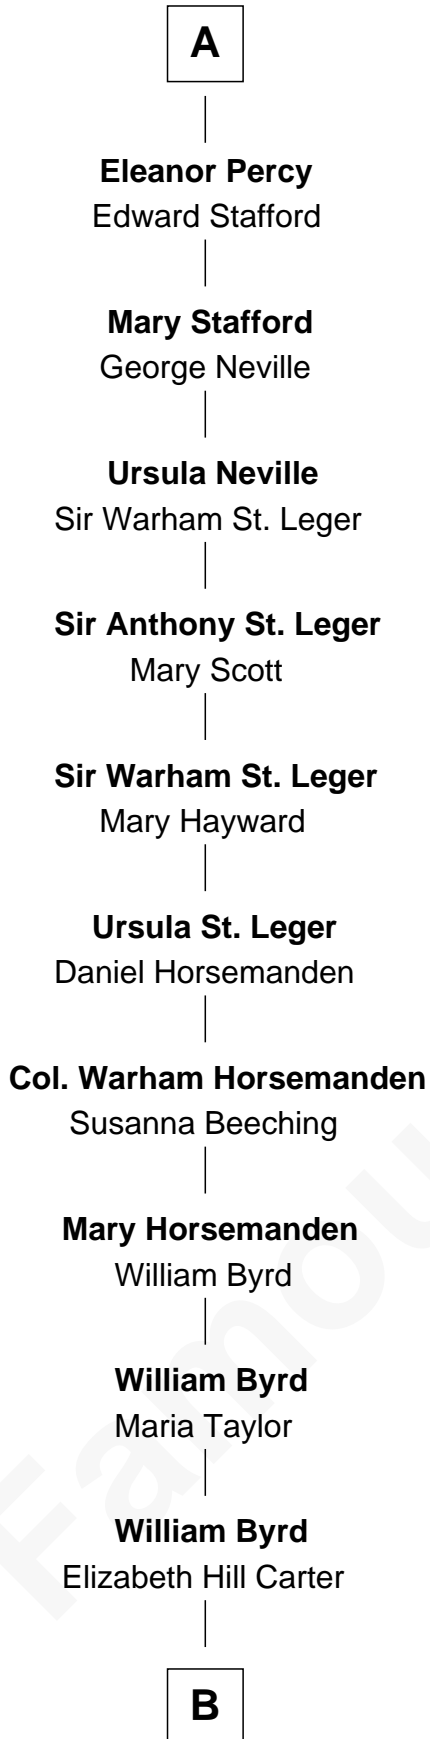 A
Eleanor Percy
Edward Stafford
Mary Stafford
George Neville
Ursula Neville
Sir Warham St. Leger
Sir Anthony St. Leger
Mary Scott
Sir Warham St. Leger
Mary Hayward
Ursula St. Leger
Daniel Horsemanden
Col. Warham Horsemanden
Susanna Beeching
Mary Horsemanden
William Byrd
William Byrd
Maria Taylor
William Byrd
Elizabeth Hill Carter
B
Famou